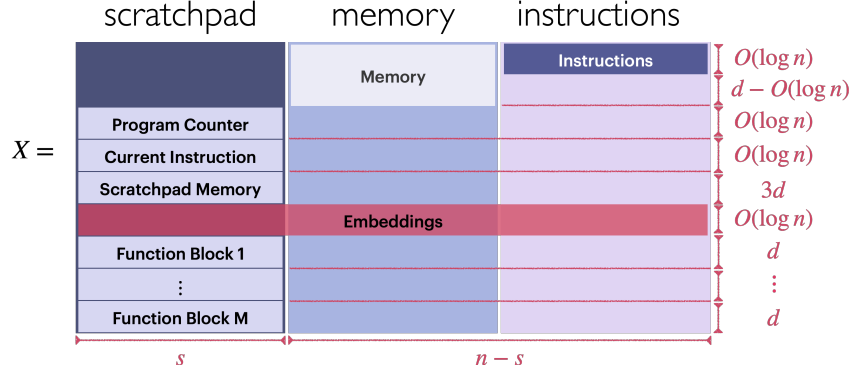 scratchpad memory instructions
Instructions O(log n)
Memory
d − O(log n)
Program Counter O(log n)
X =
Current Instruction O(log n)
Scratchpad Memory 3d
Embeddings O(log n)
Function Block 1 d
⋮ ⋮
Function Block M d
s n − s